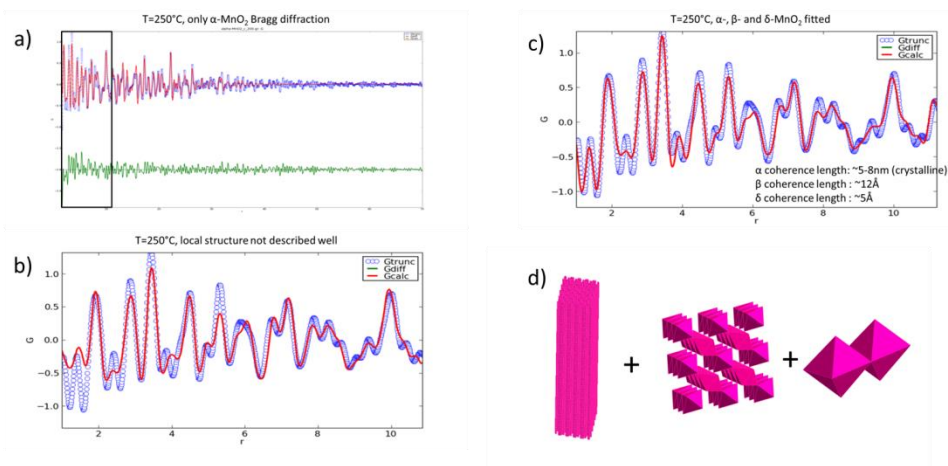 T=250°C, only α-MnO₂ Bragg diffraction
a)
b)
T=250°C, local structure not described well
Gtrunc
Gdiff
Gcalc
1.0
0.5
0.0
-0.5
-1.0
G
2
4
6
8
10
r
T=250°C, α-, β- and δ-MnO₂ fitted
c)
Gtrunc
Gdiff
Gcalc
1.0
0.5
0.0
-0.5
-1.0
G
α coherence length: ~5-8nm (crystalline)
β coherence length : ~12Å
δ coherence length : ~5Å
2
4
6
8
10
r
d)
+
+